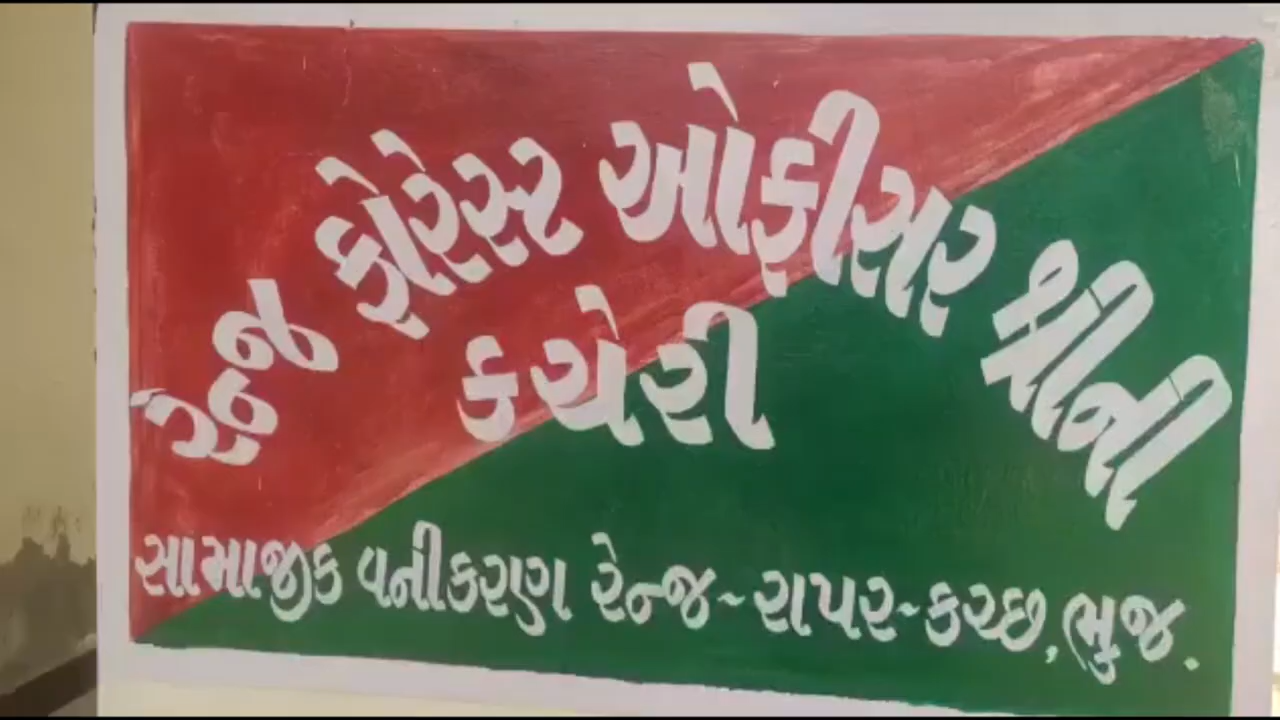 રેન્જ ફોરેસ્ટ ઓફીસર શ્રીની
કચેરી
સામાજીક વનીકરણ રેન્જ-રાપર-કચ્છ,ભુજ.